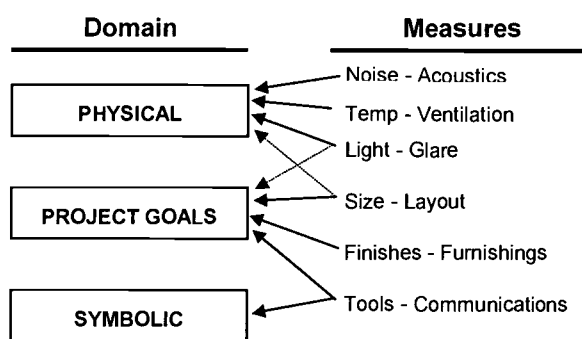 Domain
Measures
Noise - Acoustics
PHYSICAL
Temp - Ventilation
Light - Glare
Size - Layout
PROJECT GOALS
Finishes - Furnishings
Tools - Communications
SYMBOLIC